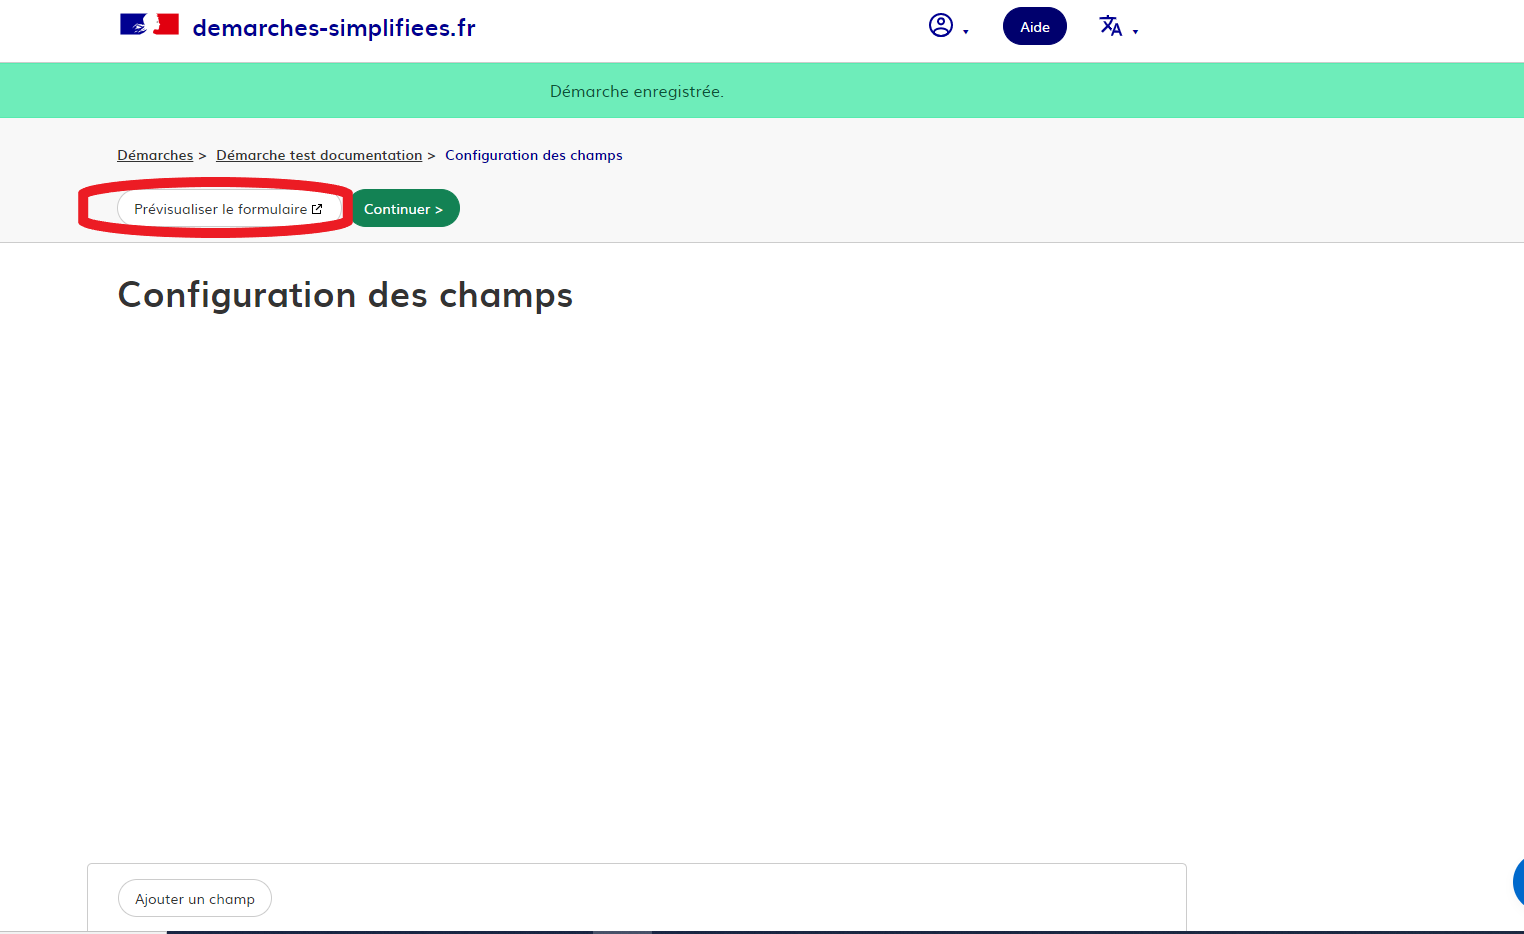 demarches-simplifiees.fr
Aide
Démarche enregistrée.
Démarches > Démarche test documentation > Configuration des champs
Prévisualiser le formulaire
Continuer >
Configuration des champs
Ajouter un champ